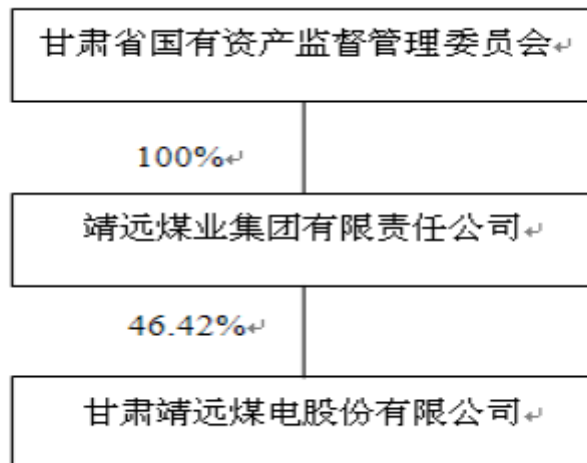 甘肃省国有资产监督管理委员会↵
100%↵
靖远煤业集团有限责任公司↵
46.42%↵
甘肃靖远煤电股份有限公司↵